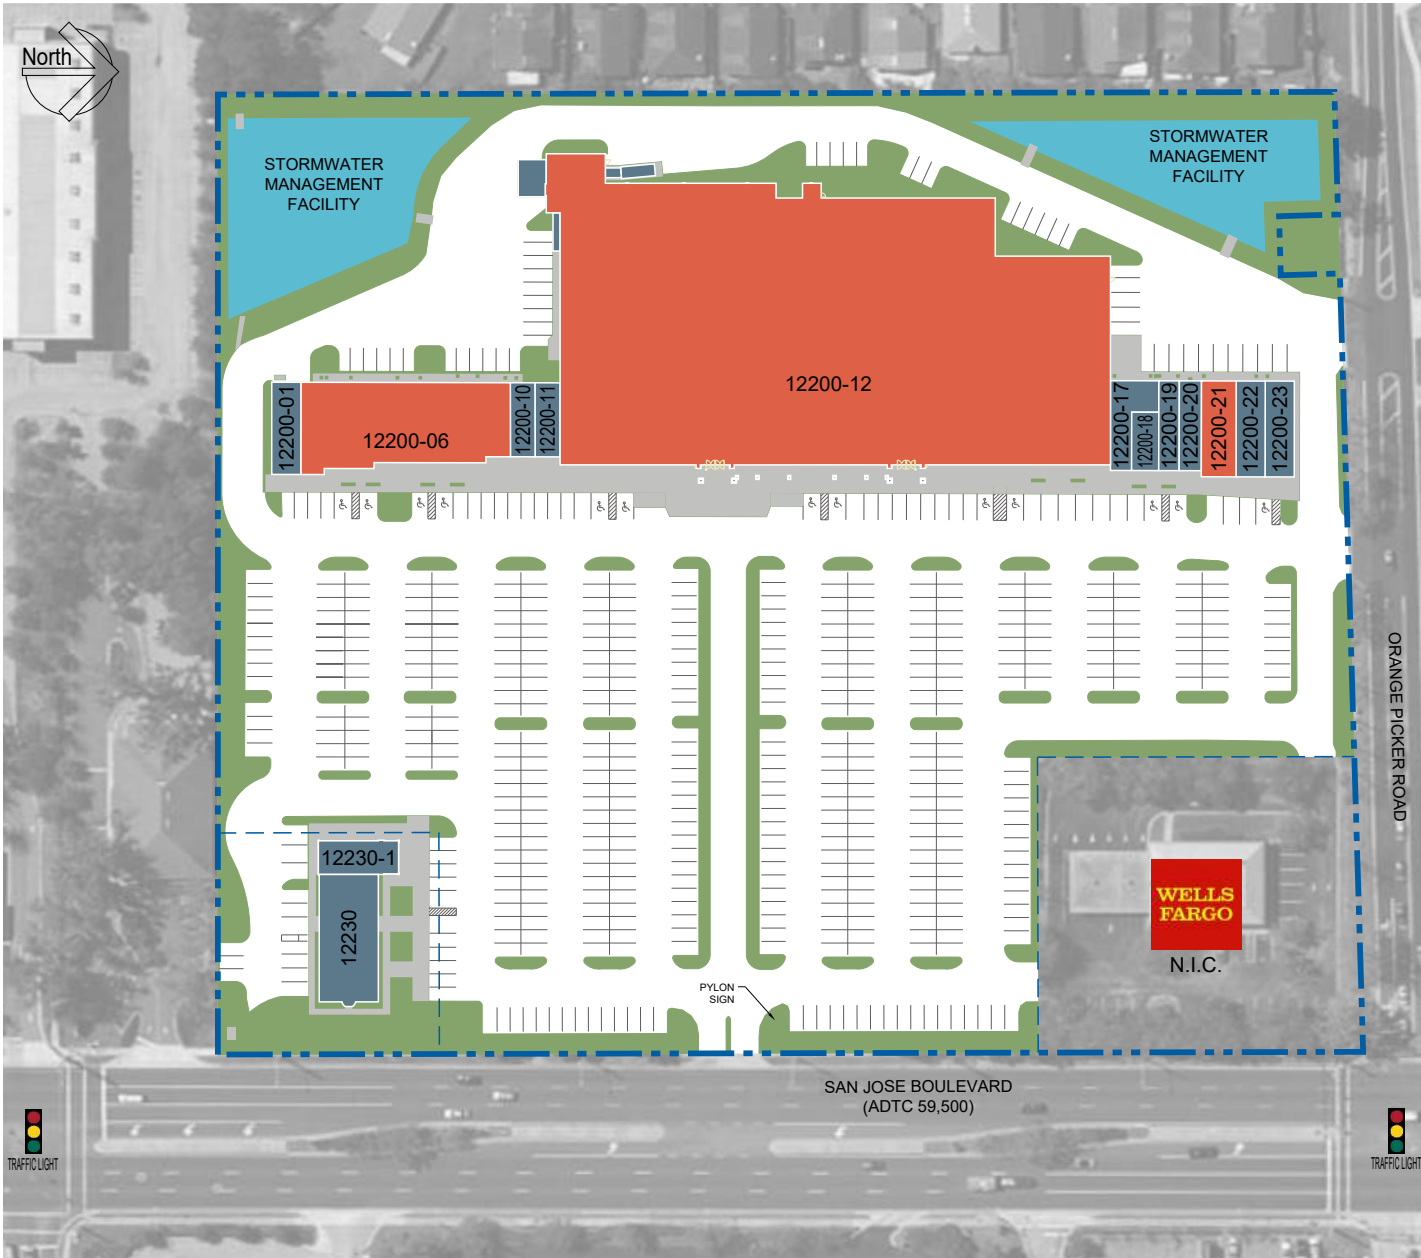 North
STORMWATER
MANAGEMENT
FACILITY
STORMWATER
MANAGEMENT
FACILITY
12200-12
12200-01
12200-06
12200-10
12200-11
12200-17
12200-18
12200-19
12200-20
12200-21
12200-22
12200-23
ORANGE PICKER ROAD
12230-1
12230
WELLS
FARGO
N.I.C.
PYLON
SIGN
SAN JOSE BOULEVARD
(ADTC 59,500)
TRAFFIC LIGHT
TRAFFIC LIGHT